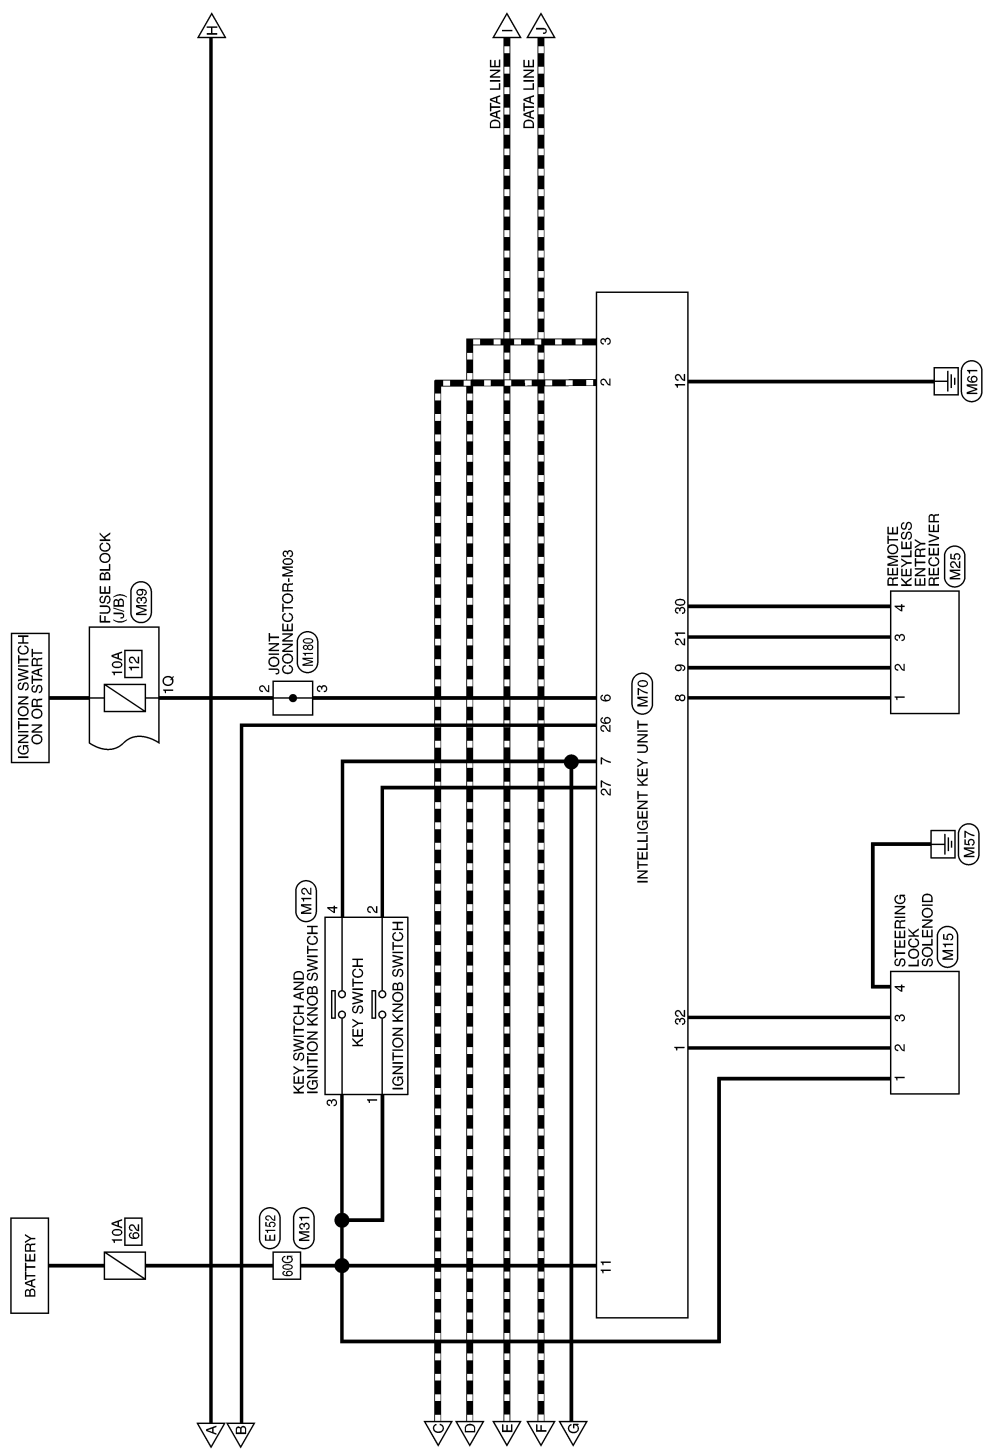 H
I
J
DATA LINE
DATA LINE
3
2
12
M61
FUSE BLOCK
(J/B)
M39
IGNITION SWITCH
ON OR START
10A
12
1Q
JOINT
CONNECTOR-M03
M180
2
3
6
26
7
27
INTELLIGENT KEY UNIT
M70
30
21
9
8
REMOTE
KEYLESS
ENTRY
RECEIVER
M25
4
3
2
1
M57
KEY SWITCH AND
IGNITION KNOB SWITCH
M12
4
2
KEY SWITCH
IGNITION KNOB SWITCH
3
1
STEERING
LOCK
SOLENOID
M15
32
1
4
3
2
1
BATTERY
10A
62
E152
M31
60G
11
A
B
C
D
E
F
G